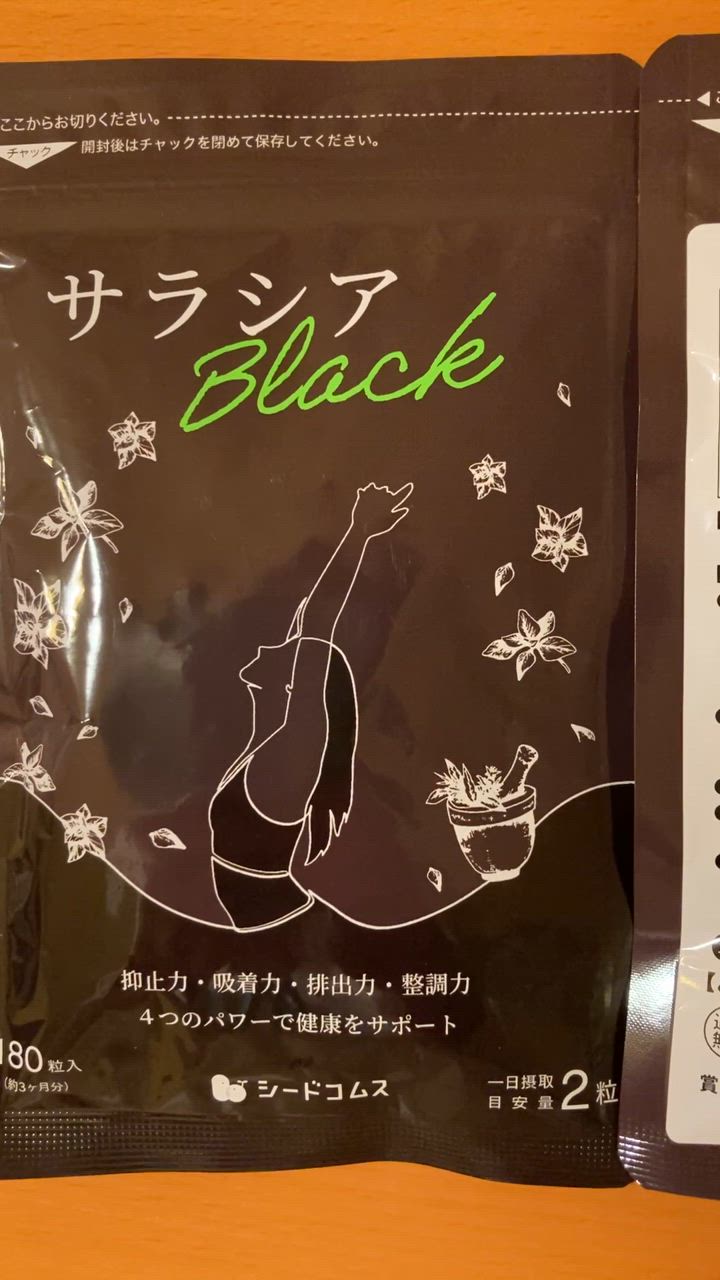 ここからお切りください。
チャック
開封後はチャックを閉めて保存してください。
サラシア
Black
抑止力・吸着力・排出力・整調力
4つのパワーで健康をサポート
180粒入
(約3ヶ月分)
シードコムス
一日摂取
目安量
2粒
賞